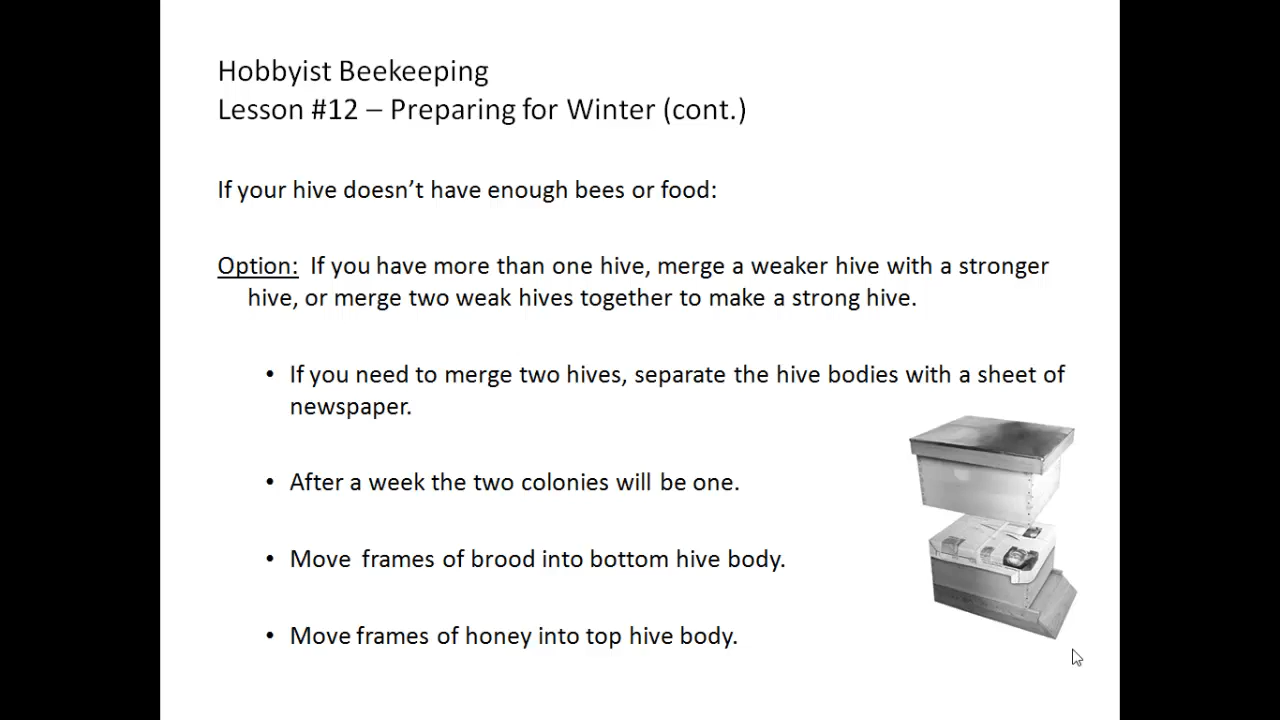 Hobbyist Beekeeping
Lesson #12 – Preparing for Winter (cont.)
If your hive doesn’t have enough bees or food:
Option: If you have more than one hive, merge a weaker hive with a stronger
hive, or merge two weak hives together to make a strong hive.
• If you need to merge two hives, separate the hive bodies with a sheet of
newspaper.
• After a week the two colonies will be one.
• Move frames of brood into bottom hive body.
• Move frames of honey into top hive body.